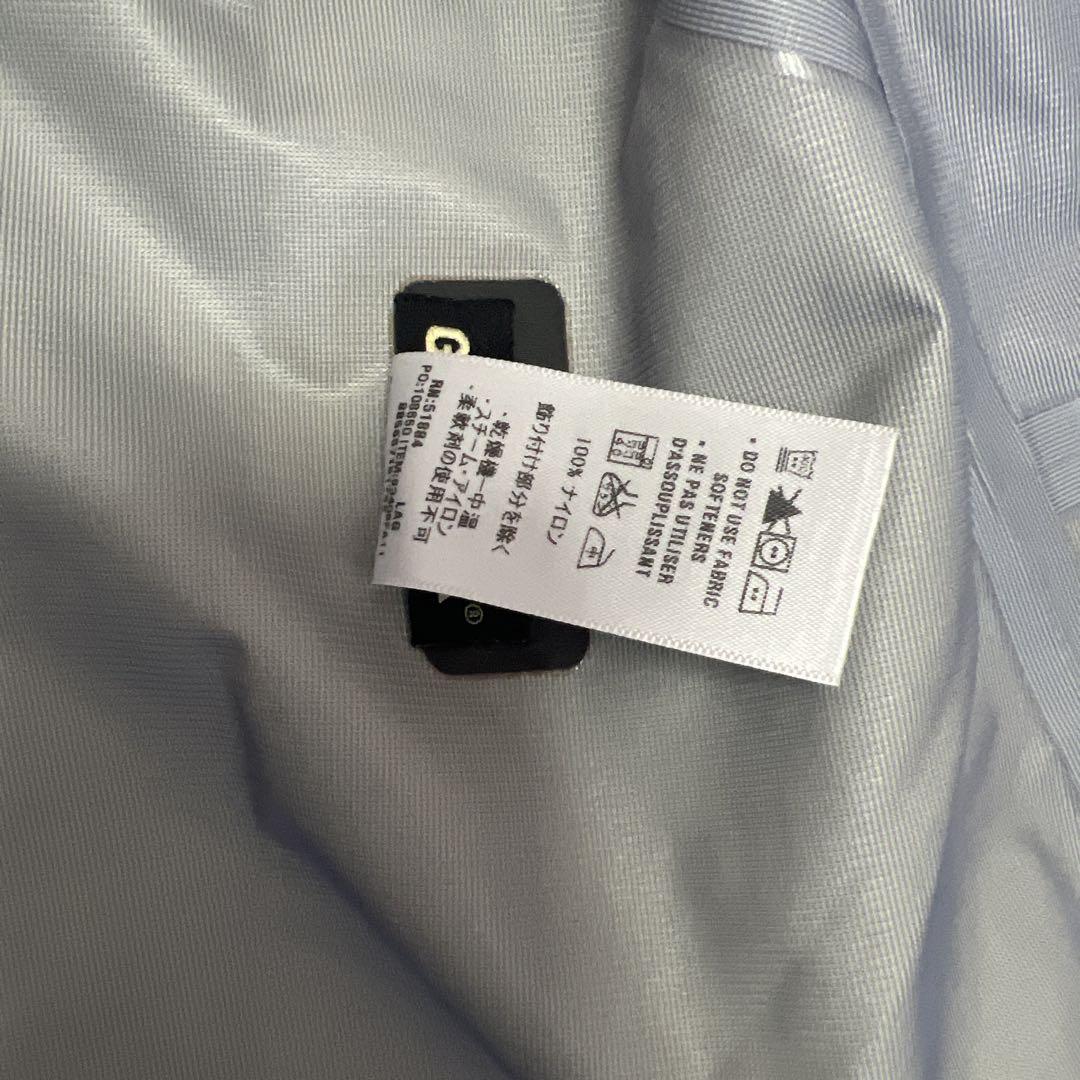 G
®
• DO NOT USE FABRIC
SOFTENERS
• NE PAS UTILISER
D'ASSOUPLISSANT
100% ナイロン
貼り付け部分を除く
・乾燥機一中温
・スチーム・アイロン
・柔軟剤の使用不可
RN:51884